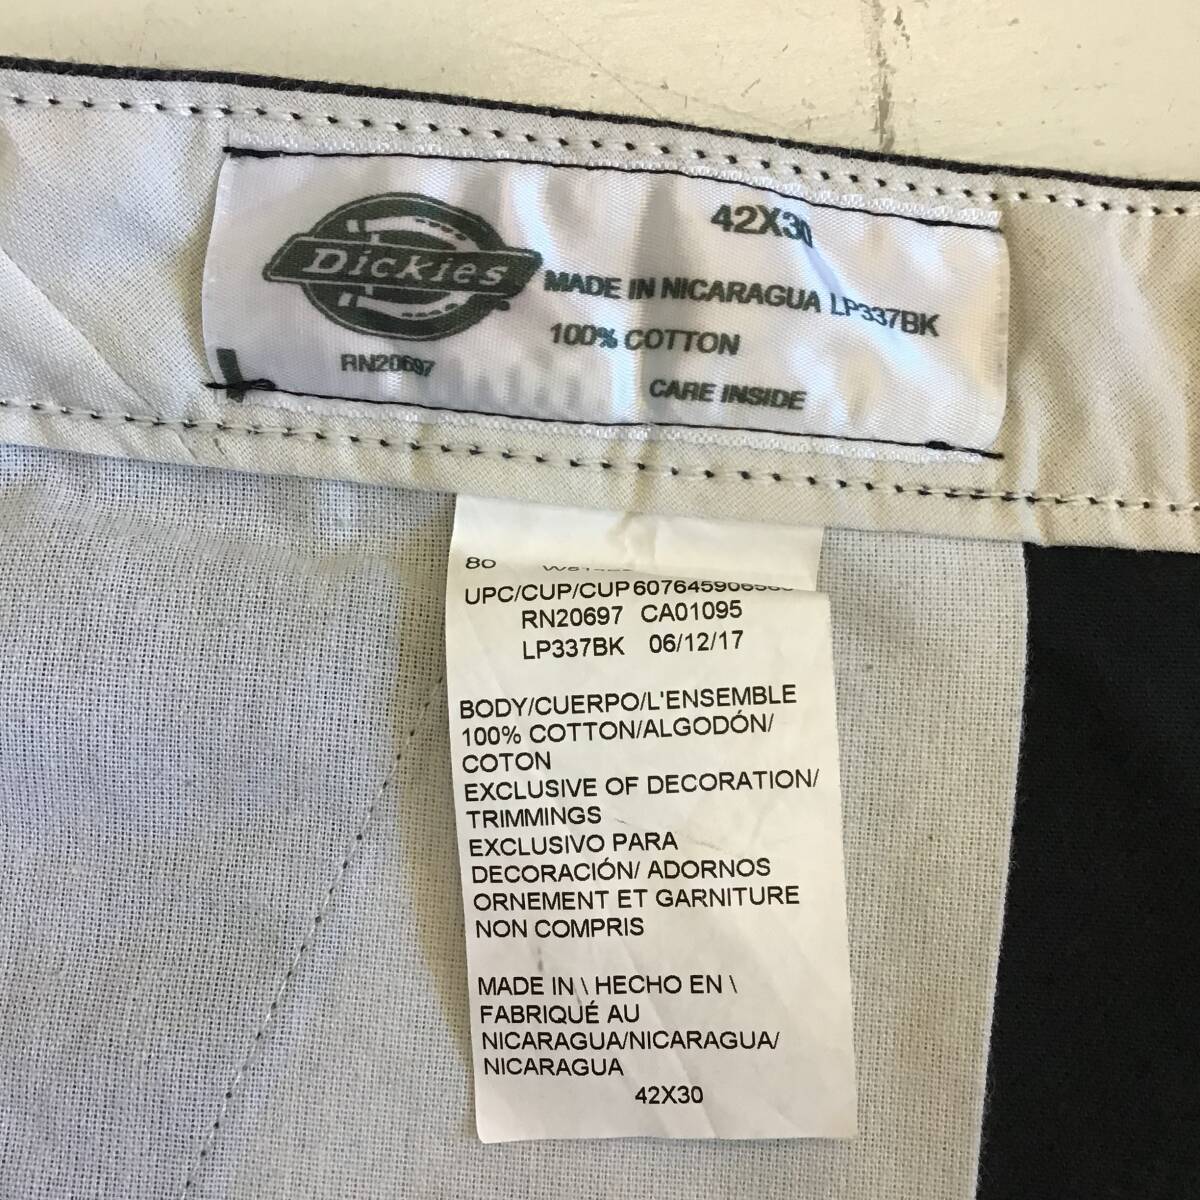 42X30
Dickies
MADE IN NICARAGUA LP337BK
100% COTTON
RN20697
CARE INSIDE
80
UPC/CUP/CUP
RN20697 CA01095
LP337BK 06/12/17
BODY/CUERPO/L'ENSEMBLE
100% COTTON/ALGODÓN/
COTON
EXCLUSIVE OF DECORATION/
TRIMMINGS
EXCLUSIVO PARA
DECORACIÓN/ ADORNOS
ORNEMENT ET GARNITURE
NON COMPRIS
MADE IN \ HECHO EN \
FABRIQUÉ AU
NICARAGUA/NICARAGUA/
NICARAGUA
42X30